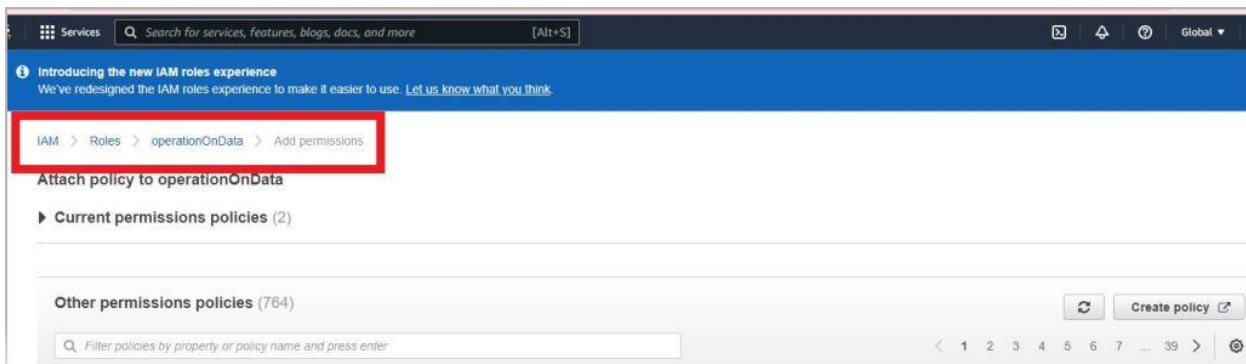 Services Search for services, features, blogs, docs, and more [Alt+S] Global
Introducing the new IAM roles experience
We've redesigned the IAM roles experience to make it easier to use. Let us know what you think.
IAM > Roles > operationOnData > Add permissions
Attach policy to operationOnData
Current permissions policies (2)
Other permissions policies (764) Create policy
Filter policies by property or policy name and press enter < 1 2 3 4 5 6 7 ... 39 >